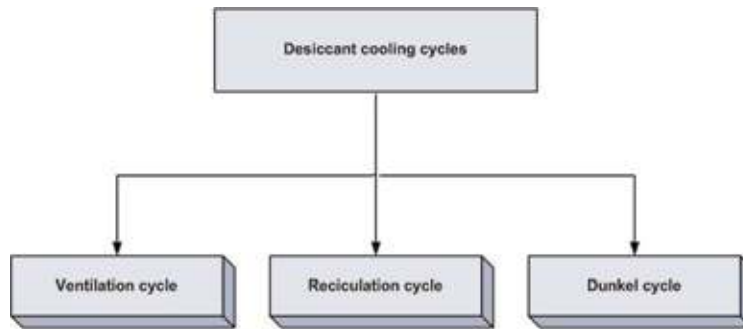 Desiccant cooling cycles
Ventilation cycle
Reciculation cycle
Dunkel cycle